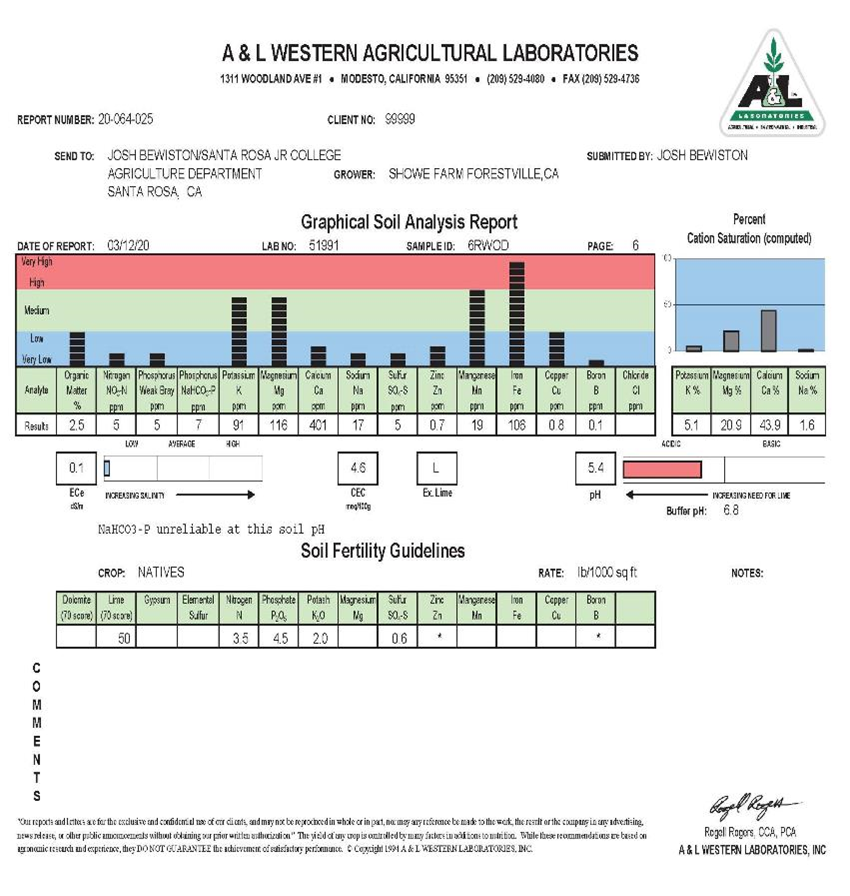 A & L WESTERN AGRICULTURAL LABORATORIES
1311 WOODLAND AVE #1 • MODESTO, CALIFORNIA 95351 • (209) 529-4080 • FAX (209) 529-4736
A&L
LABORATORIES
REPORT NUMBER: 20-064-025
CLIENT NO: 99999
SEND TO: JOSH BEWISTON/SANTA ROSA JR COLLEGE
AGRICULTURE DEPARTMENT
SANTA ROSA, CA
GROWER: SHOWE FARM FORESTVILLE,CA
SUBMITTED BY: JOSH BEWISTON
Graphical Soil Analysis Report
Percent
Cation Saturation (computed)
DATE OF REPORT: 03/12/20 LAB NO: 51991 SAMPLE ID: 6RWOD PAGE: 6
Very High
High
Medium
Low
Very Low
50
0
Analyte
Organic Matter %
Nitrogen NO₃-N ppm
Phosphorus Weak Bray ppm
Phosphorus NaHCO₃-P ppm
Potassium K ppm
Magnesium Mg ppm
Calcium Ca ppm
Sodium Na ppm
Sulfur SO₄-S ppm
Zinc Zn ppm
Manganese Mn ppm
Iron Fe ppm
Copper Cu ppm
Boron B ppm
Chloride Cl ppm
Potassium K %
Magnesium Mg %
Calcium Ca %
Sodium Na %
Results 2.5 5 5 7 91 116 401 17 5 0.7 19 106 0.8 0.1
5.1 20.9 43.9 1.6
LOW AVERAGE HIGH
ACIDIC BASIC
0.1
ECe
dS/m
INCREASING SALINITY
4.6
CEC
meq/100g
L
Ex. Lime
5.4
pH
INCREASING NEED FOR LIME
Buffer pH: 6.8
NaHCO3-P unreliable at this soil pH
Soil Fertility Guidelines
CROP: NATIVES
RATE: lb/1000 sq ft
NOTES:
Dolomite (70 score)
Lime (70 score)
Gypsum
Elemental Sulfur
Nitrogen N
Phosphate P₂O₅
Potash K₂O
Magnesium Mg
Sulfur SO₄-S
Zinc Zn
Manganese Mn
Iron Fe
Copper Cu
Boron B
50 3.5 4.5 2.0 0.6 * *
COMMENTS
"Our reports and letters are for the exclusive and confidential use of our clients, and may not be reproduced in whole or in part, nor may any reference be made to the work, the result or the company in any advertising,
news release, or other public announcements without obtaining our prior written authorization." The yield of any crop is controlled by many factors in additions to nutrition. While these recommendations are based on
agronomic research and experience, they DO NOT GUARANTEE the achievement of satisfactory performance. © Copyright 1994 A & L WESTERN LABORATORIES, INC.
Rogell Rogers
Rogell Rogers, CCA, PCA
A & L WESTERN LABORATORIES, INC